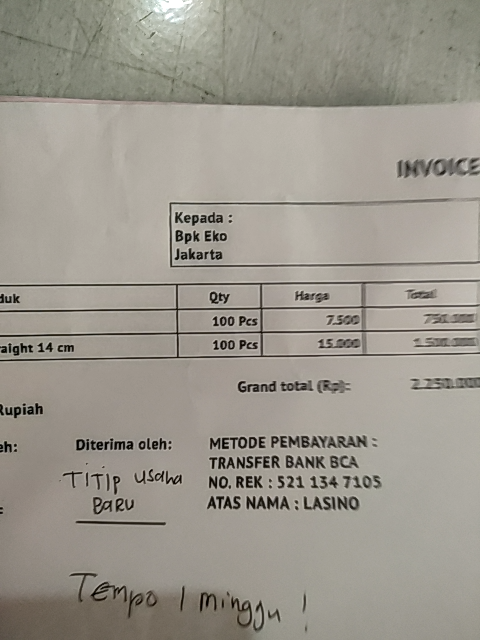 INVOICE
Kepada :
Bpk Eko
Jakarta
duk Qty Harga Total
100 Pcs 7.500 750.000
aight 14 cm 100 Pcs 15.000 1.500.000
Grand total (Rp): 2.250.000
Rupiah
eh: Diterima oleh:
TiTip usaha
BaRu
METODE PEMBAYARAN :
TRANSFER BANK BCA
NO. REK : 521 134 7105
ATAS NAMA : LASINO
Tempo 1 minggu !